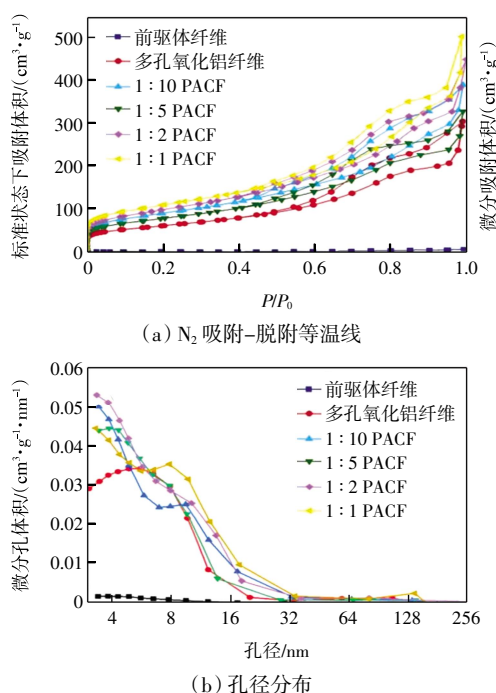 标准状态下吸附体积/(cm³·g⁻¹)
500
400
300
200
100
0
前驱体纤维
多孔氧化铝纤维
1∶10 PACF
1∶5 PACF
1∶2 PACF
1∶1 PACF
微分吸附体积/(cm³·g⁻¹)
0 0.2 0.4 0.6 0.8 1.0
P/P₀
(a) N₂ 吸附-脱附等温线
微分孔体积/(cm³·g⁻¹·nm⁻¹)
0.06
0.05
0.04
0.03
0.02
0.01
0
前驱体纤维
多孔氧化铝纤维
1∶10 PACF
1∶5 PACF
1∶2 PACF
1∶1 PACF
4 8 16 32 64 128 256
孔径/nm
(b) 孔径分布